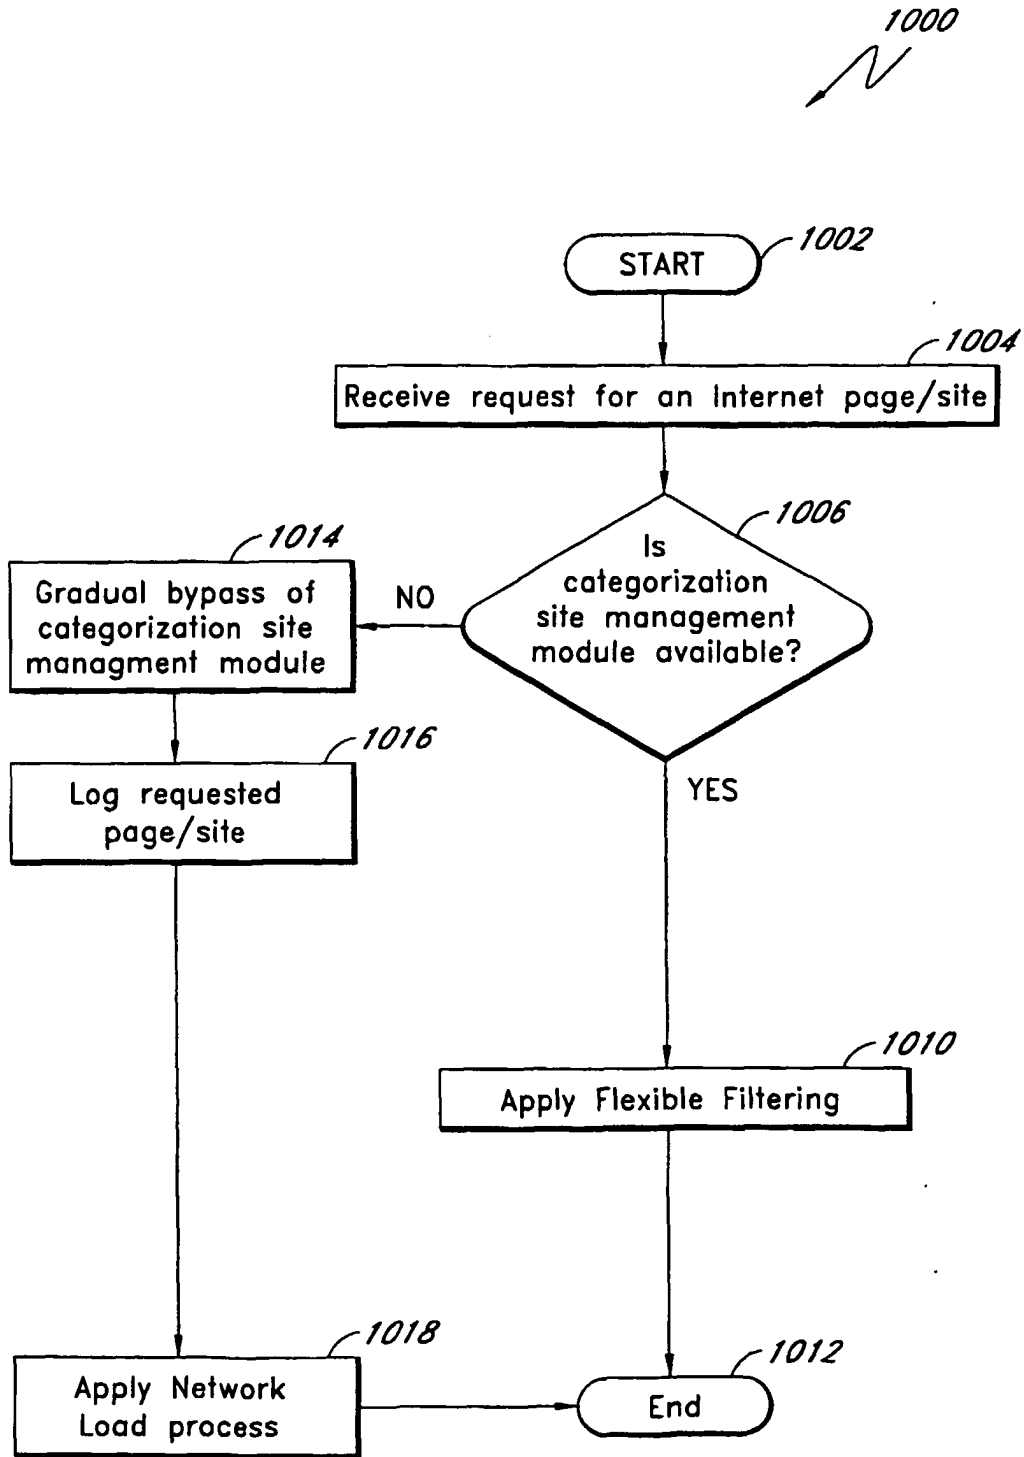 1000
START
1002
1004
Receive request for an Internet page/site
1006
Is
categorization
site management
module available?
NO
YES
1014
Gradual bypass of
categorization site
managment module
1016
Log requested
page/site
1010
Apply Flexible Filtering
1018
Apply Network
Load process
1012
End